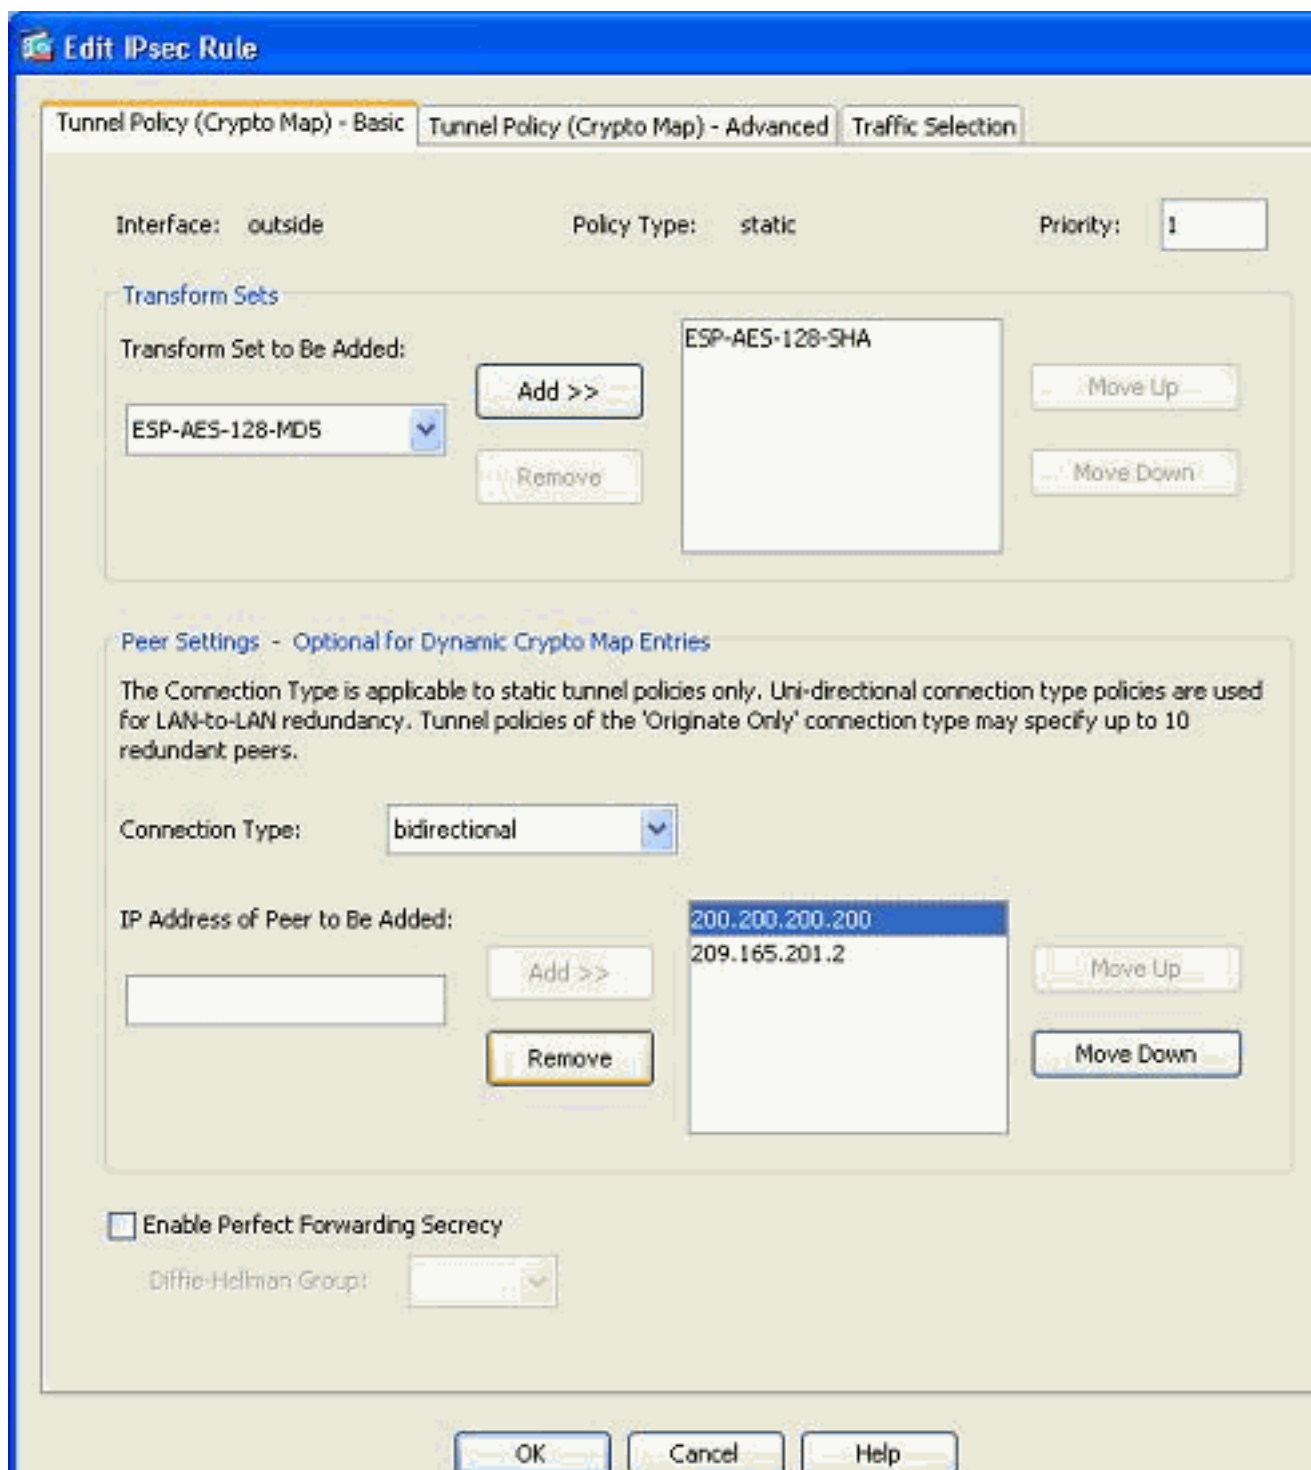 Edit IPsec Rule
Tunnel Policy (Crypto Map) - Basic
Tunnel Policy (Crypto Map) - Advanced
Traffic Selection
Interface: outside
Policy Type: static
Priority: 1
Transform Sets
Transform Set to Be Added:
ESP-AES-128-MD5
Add >>
Remove
ESP-AES-128-SHA
Move Up
Move Down
Peer Settings - Optional for Dynamic Crypto Map Entries
The Connection Type is applicable to static tunnel policies only. Uni-directional connection type policies are used
for LAN-to-LAN redundancy. Tunnel policies of the 'Originate Only' connection type may specify up to 10
redundant peers.
Connection Type: bidirectional
IP Address of Peer to Be Added:
Add >>
Remove
200.200.200.200
209.165.201.2
Move Up
Move Down
Enable Perfect Forwarding Secrecy
Diffie-Hellman Group:
OK
Cancel
Help